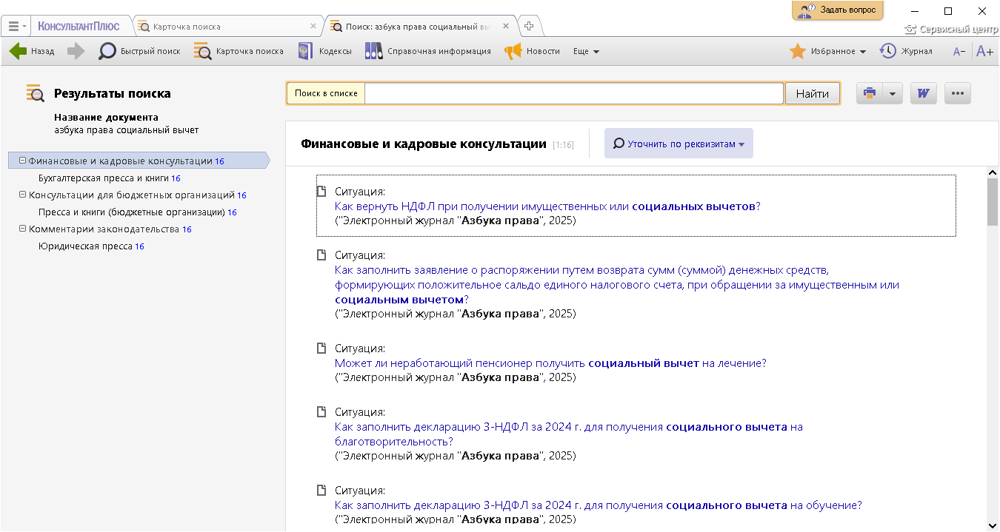 Задать вопрос
КонсультантПлюс
Карточка поиска
Поиск: азбука права социальный вы
Сервисный центр
Назад
Быстрый поиск
Карточка поиска
Кодексы
Справочная информация
Новости
Еще
Избранное
Журнал
A−
A+
Результаты поиска
Название документа
азбука права социальный вычет
Финансовые и кадровые консультации 16
Бухгалтерская пресса и книги 16
Консультации для бюджетных организаций 16
Пресса и книги (бюджетные организации) 16
Комментарии законодательства 16
Юридическая пресса 16
Поиск в списке
Найти
W
Финансовые и кадровые консультации [1:16]
Уточнить по реквизитам
Ситуация:
Как вернуть НДФЛ при получении имущественных или социальных вычетов?
("Электронный журнал "Азбука права", 2025)
Ситуация:
Как заполнить заявление о распоряжении путем возврата сумм (суммой) денежных средств,
формирующих положительное сальдо единого налогового счета, при обращении за имущественным или
социальным вычетом?
("Электронный журнал "Азбука права", 2025)
Ситуация:
Может ли неработающий пенсионер получить социальный вычет на лечение?
("Электронный журнал "Азбука права", 2025)
Ситуация:
Как заполнить декларацию 3-НДФЛ за 2024 г. для получения социального вычета на
благотворительность?
("Электронный журнал "Азбука права", 2025)
Ситуация:
Как заполнить декларацию 3-НДФЛ за 2024 г. для получения социального вычета на обучение?
("Электронный журнал "Азбука права", 2025)